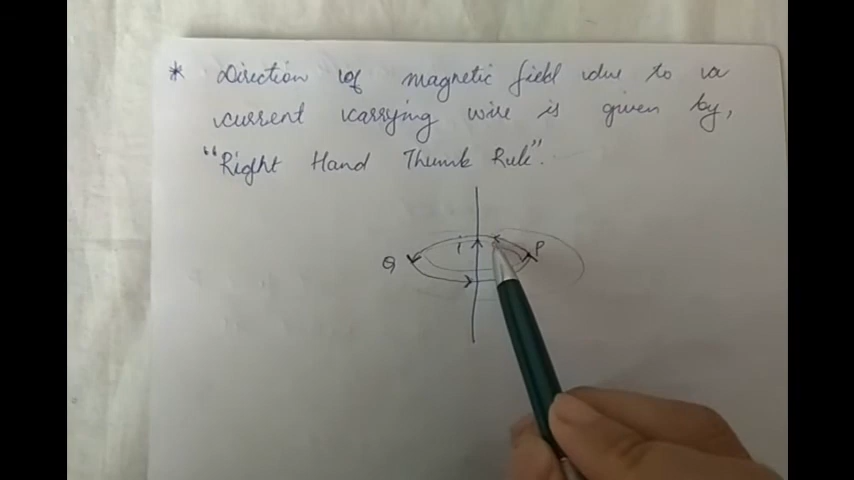 * Direction of magnetic field due to a
current carrying wire is given by,
"Right Hand Thumb Rule".
i P
Q